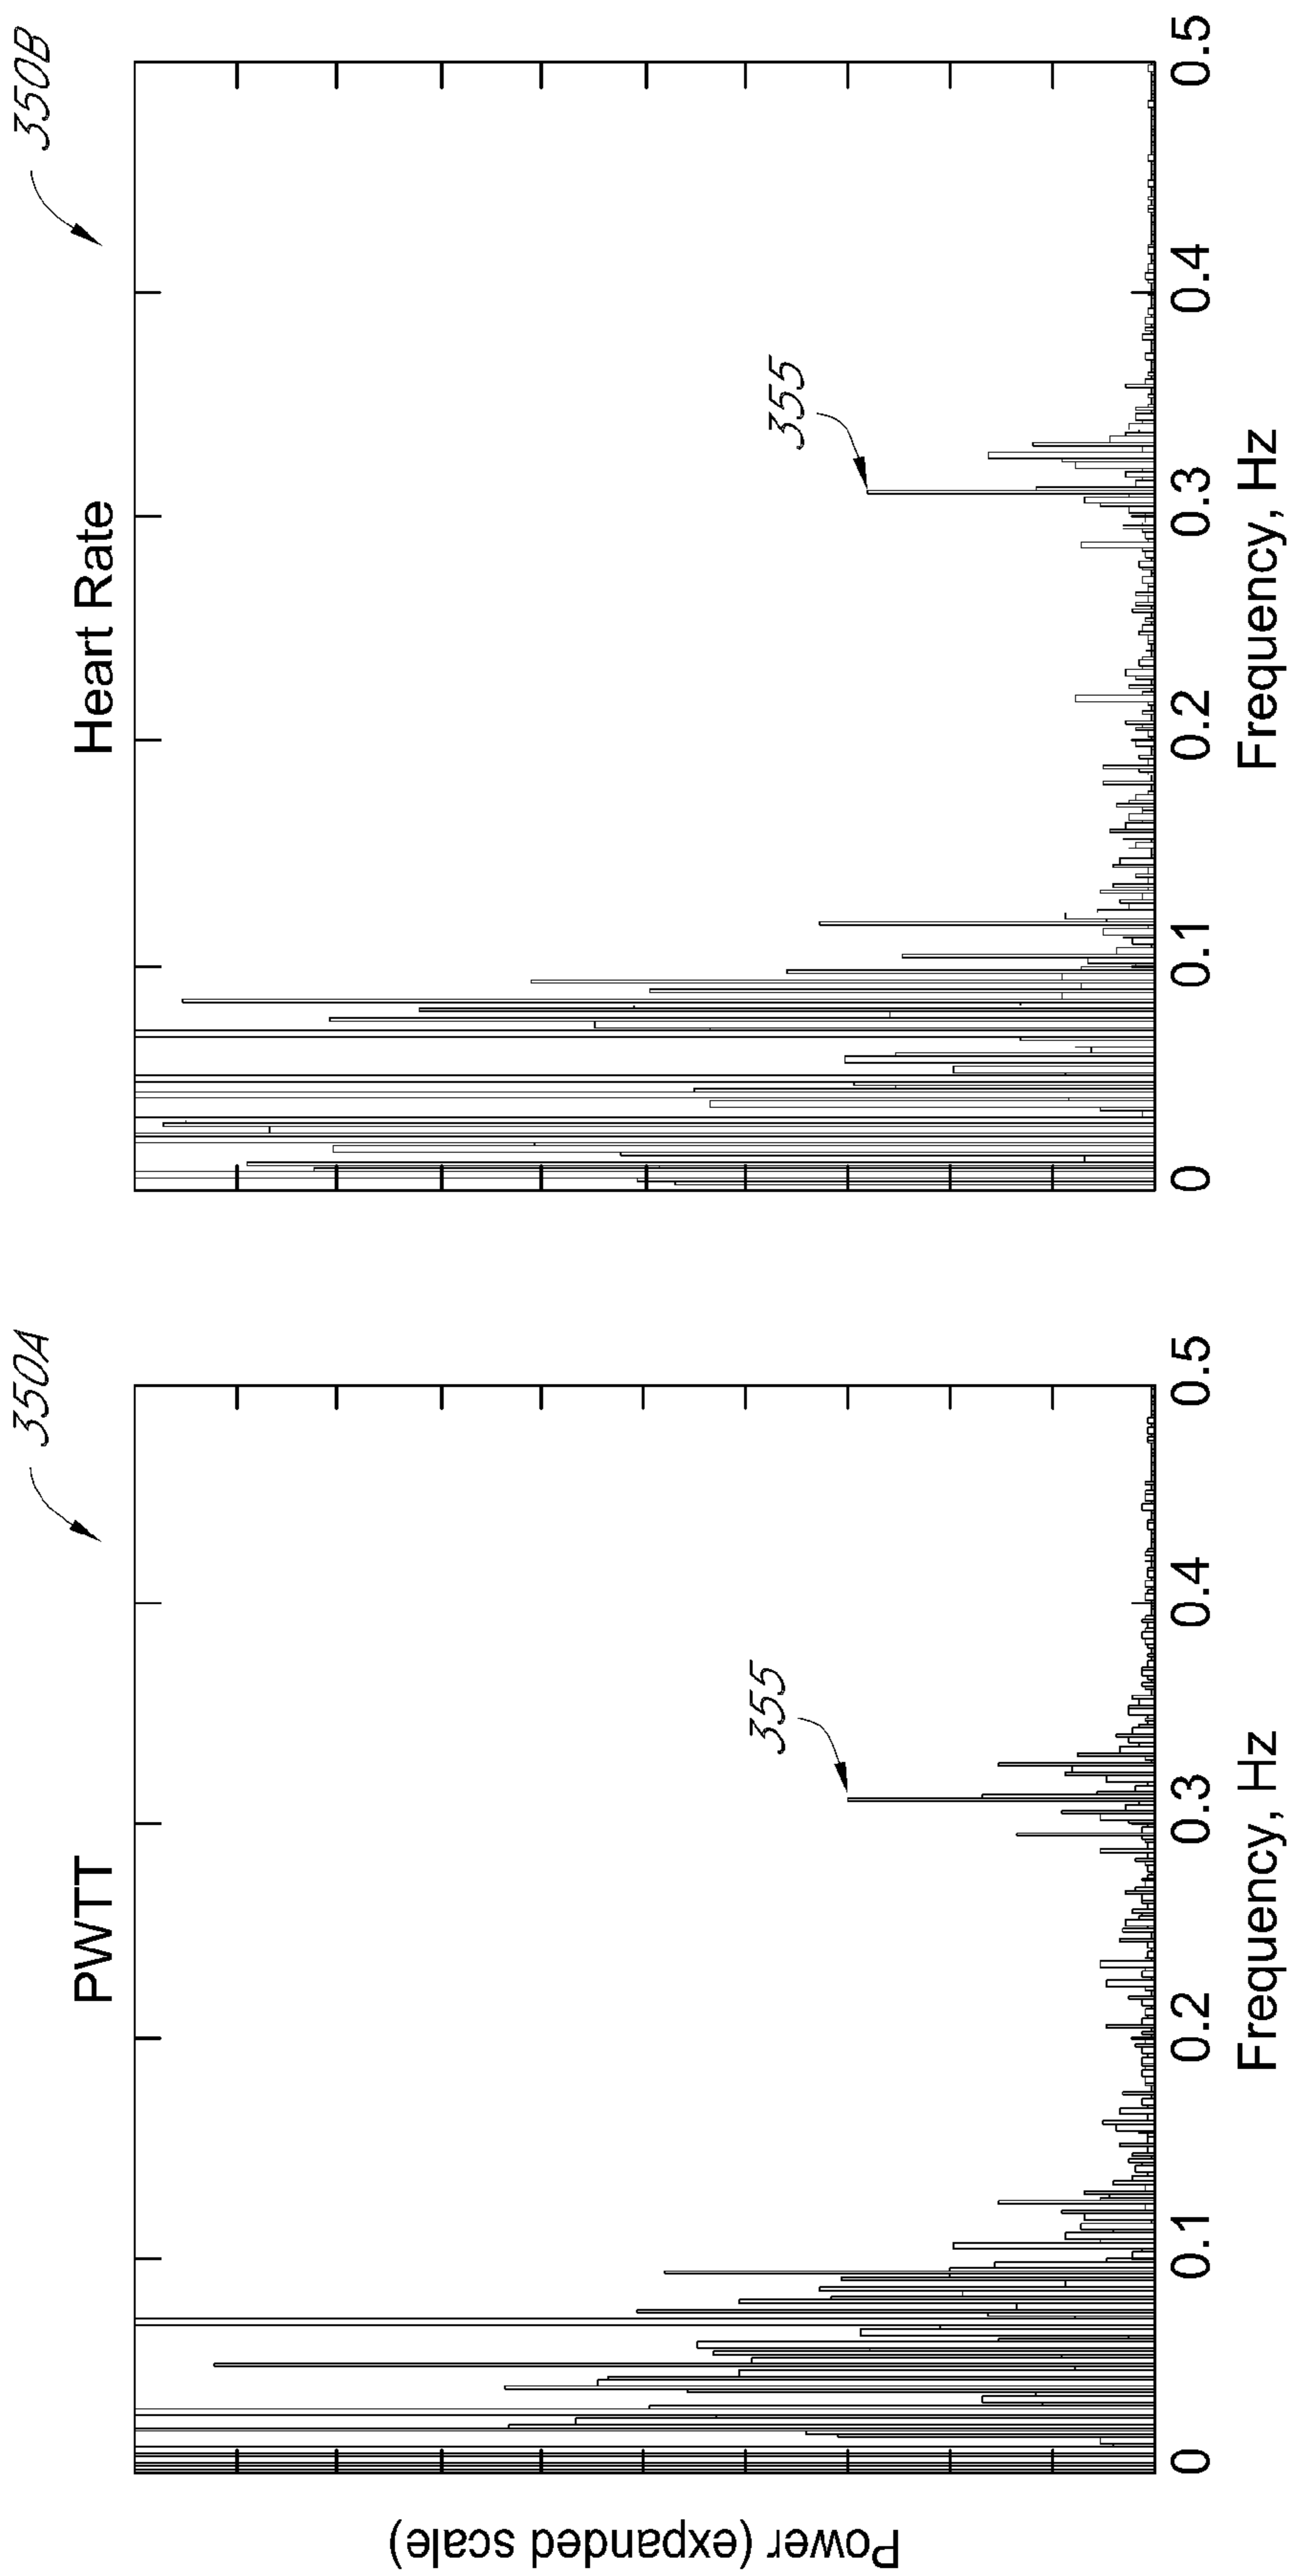 350A
PWTT
355
Power (expanded scale)
0 0.1 0.2 0.3 0.4 0.5
Frequency, Hz
350B
Heart Rate
355
0 0.1 0.2 0.3 0.4 0.5
Frequency, Hz